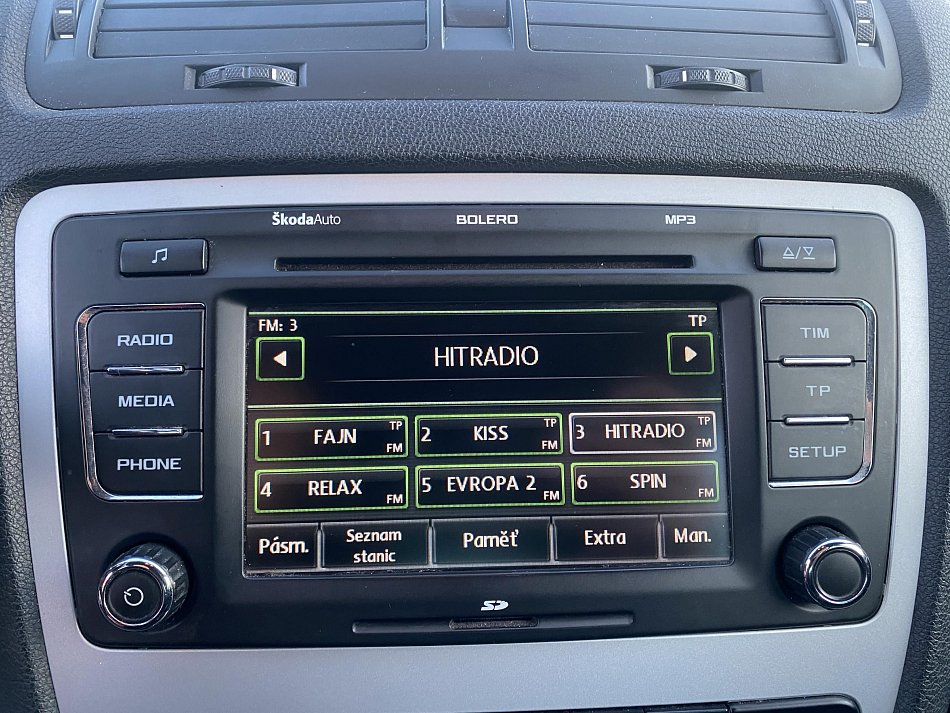 ŠkodaAuto BOLERO MP3
RADIO
MEDIA
PHONE
FM: 3 TP
HITRADIO
1 FAJN TP FM
2 KISS TP FM
3 HITRADIO TP FM
4 RELAX FM
5 EVROPA 2 FM
6 SPIN FM
Pásm.
Seznam
stanic
Paměť
Extra
Man.
TIM
TP
SETUP
SD